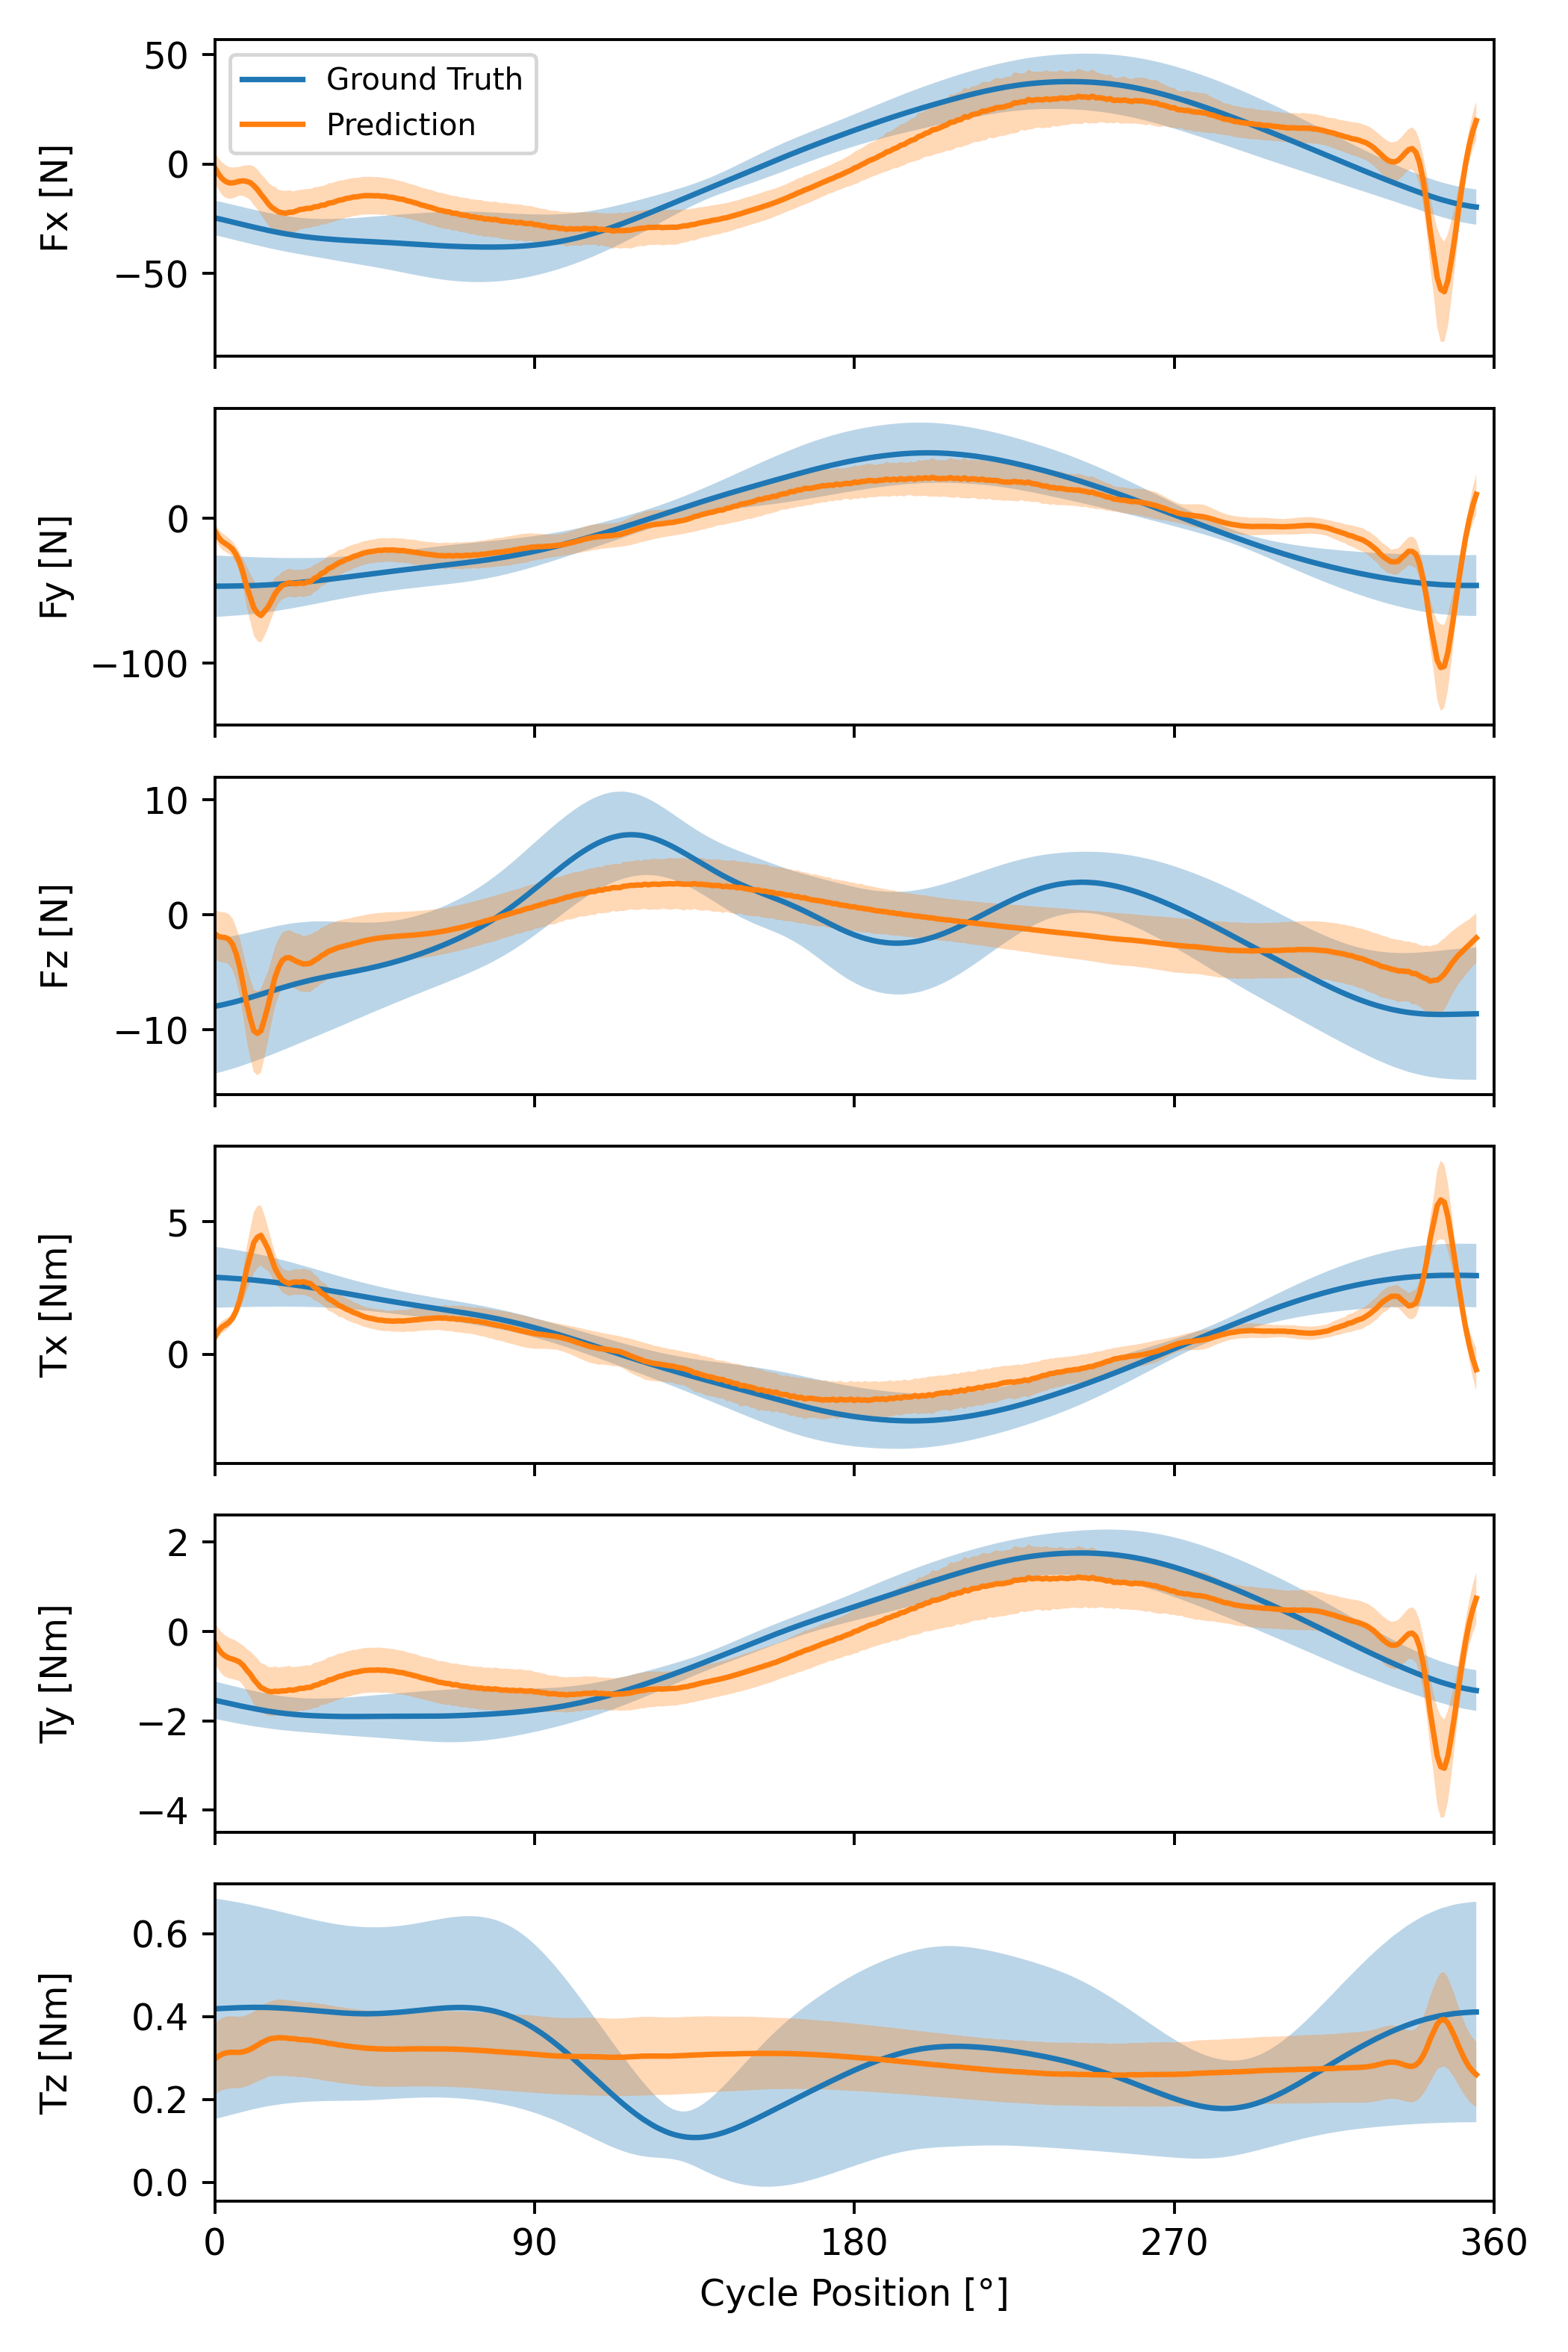 Fx [N]
50
0
−50
Ground Truth
Prediction
Fy [N]
0
−100
Fz [N]
10
0
−10
Tx [Nm]
5
0
Ty [Nm]
2
0
−2
−4
Tz [Nm]
0.6
0.4
0.2
0.0
0 90 180 270 360
Cycle Position [°]